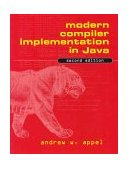 modern
compiler
implementation
in Java
second edition
andrew w. appel